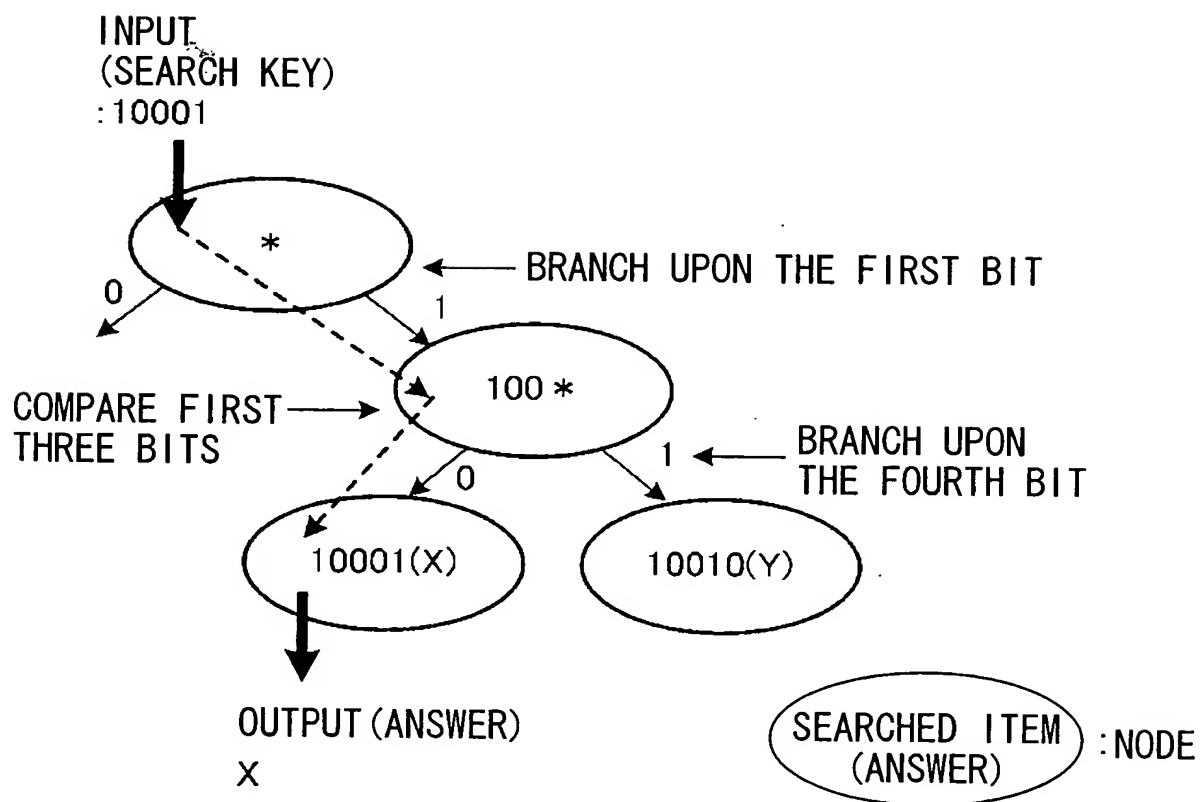 INPUT
(SEARCH KEY)
:10001
*
BRANCH UPON THE FIRST BIT
0
1
100 *
COMPARE FIRST
THREE BITS
BRANCH UPON
THE FOURTH BIT
0
1
10001(X)
10010(Y)
OUTPUT (ANSWER)
X
SEARCHED ITEM
(ANSWER)
:NODE